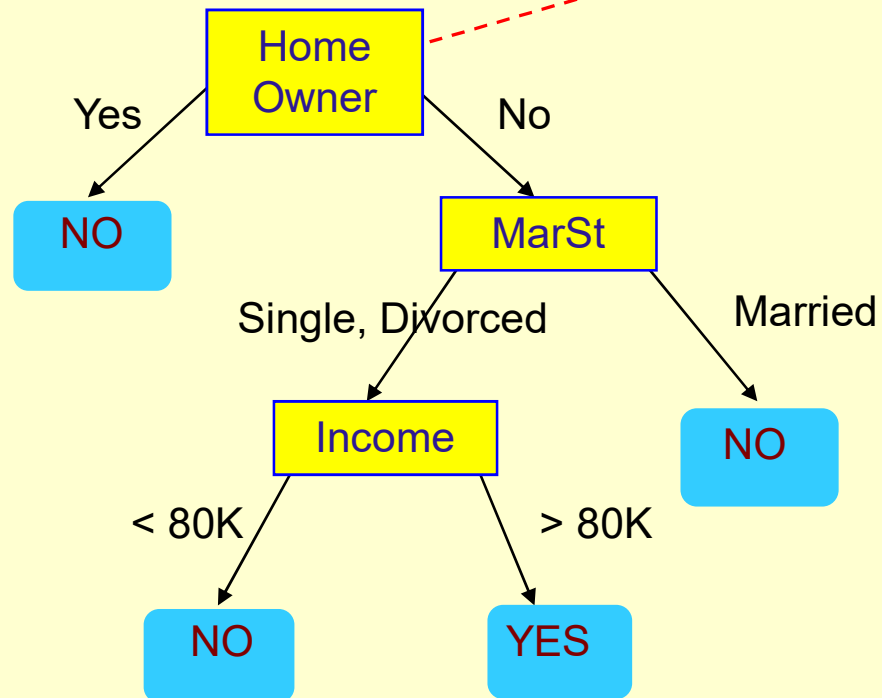 Home
Owner
Yes
No
NO
MarSt
Single, Divorced
Married
Income
NO
< 80K
> 80K
NO
YES